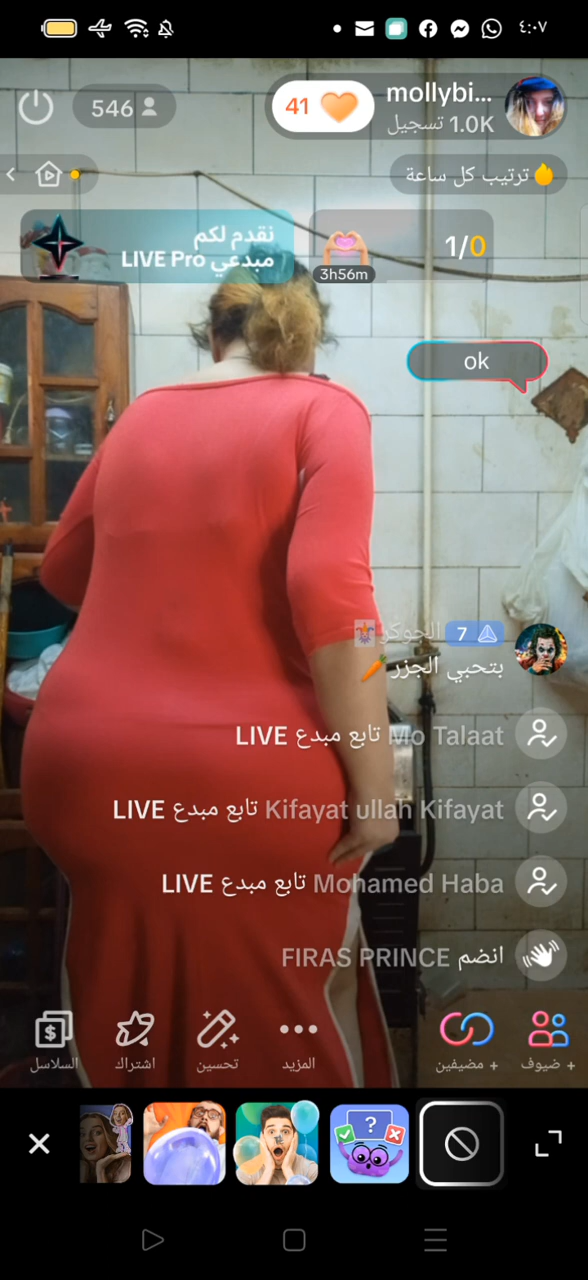 ٤:٠٧
546
41
mollybi...
1.0K تسجيل
ترتيب كل ساعة
نقدم لكم
مبدعي LIVE Pro
3h56m
1/0
ok
7 الجوكر
بتحبي الجزر
Mo Talaat تابع مبدع LIVE
Kifayat ullah Kifayat تابع مبدع LIVE
Mohamed Haba تابع مبدع LIVE
FIRAS PRINCE انضم
+ ضيوف
+ مضيفين
المزيد
تحسين
اشتراك
السلاسل